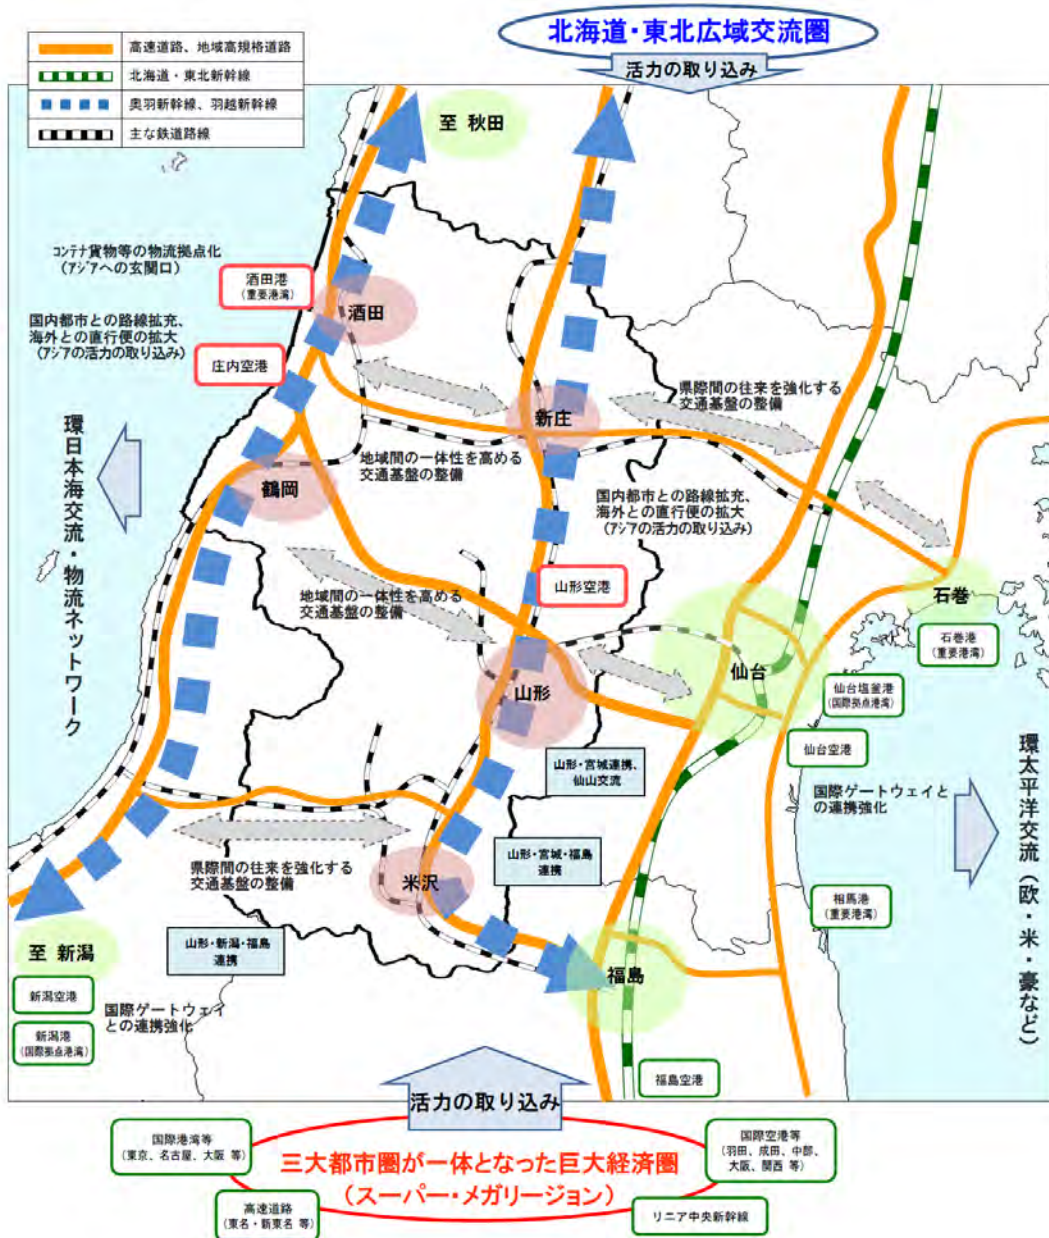 北海道・東北広域交流圏
活力の取り込み
高速道路、地域高規格道路
北海道・東北新幹線
奥羽新幹線、羽越新幹線
主な鉄道路線
至 秋田
コンテナ貨物等の物流拠点化
(アジアへの玄関口)
酒田港
(重要港湾)
酒田
国内都市との路線拡充、
海外との直行便の拡大
(アジアの活力の取り込み)
庄内空港
新庄
県際間の往来を強化する
交通基盤の整備
環日本海交流・物流ネットワーク
地域間の一体性を高める
交通基盤の整備
鶴岡
国内都市との路線拡充、
海外との直行便の拡大
(アジアの活力の取り込み)
山形空港
地域間の一体性を高める
交通基盤の整備
石巻
石巻港
(重要港湾)
仙台
山形
仙台塩釜港
(国際拠点港湾)
仙台空港
山形・宮城連携、
仙山交流
国際ゲートウェイと
の連携強化
環太平洋交流(欧・米・豪など)
山形・宮城・福島
連携
県際間の往来を強化する
交通基盤の整備
米沢
相馬港
(重要港湾)
至 新潟
山形・新潟・福島
連携
福島
新潟空港
新潟港
(国際拠点港湾)
国際ゲートウェイ
との連携強化
福島空港
活力の取り込み
国際港湾等
(東京、名古屋、大阪 等)
国際空港等
(羽田、成田、中部、
大阪、関西 等)
三大都市圏が一体となった巨大経済圏
(スーパー・メガリージョン)
高速道路
(東名・新東名 等)
リニア中央新幹線